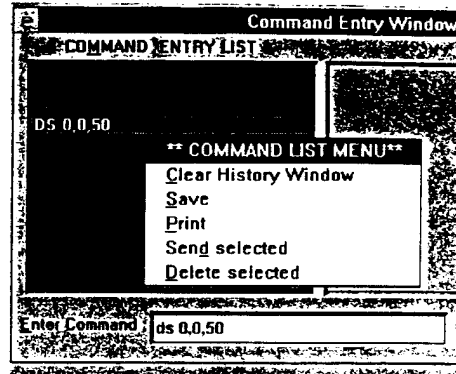 Command Entry Window
COMMAND ENTRY LIST
DS 0,0,50
** COMMAND LIST MENU**
Clear History Window
Save
Print
Send selected
Delete selected
Enter Command
ds 0,0,50